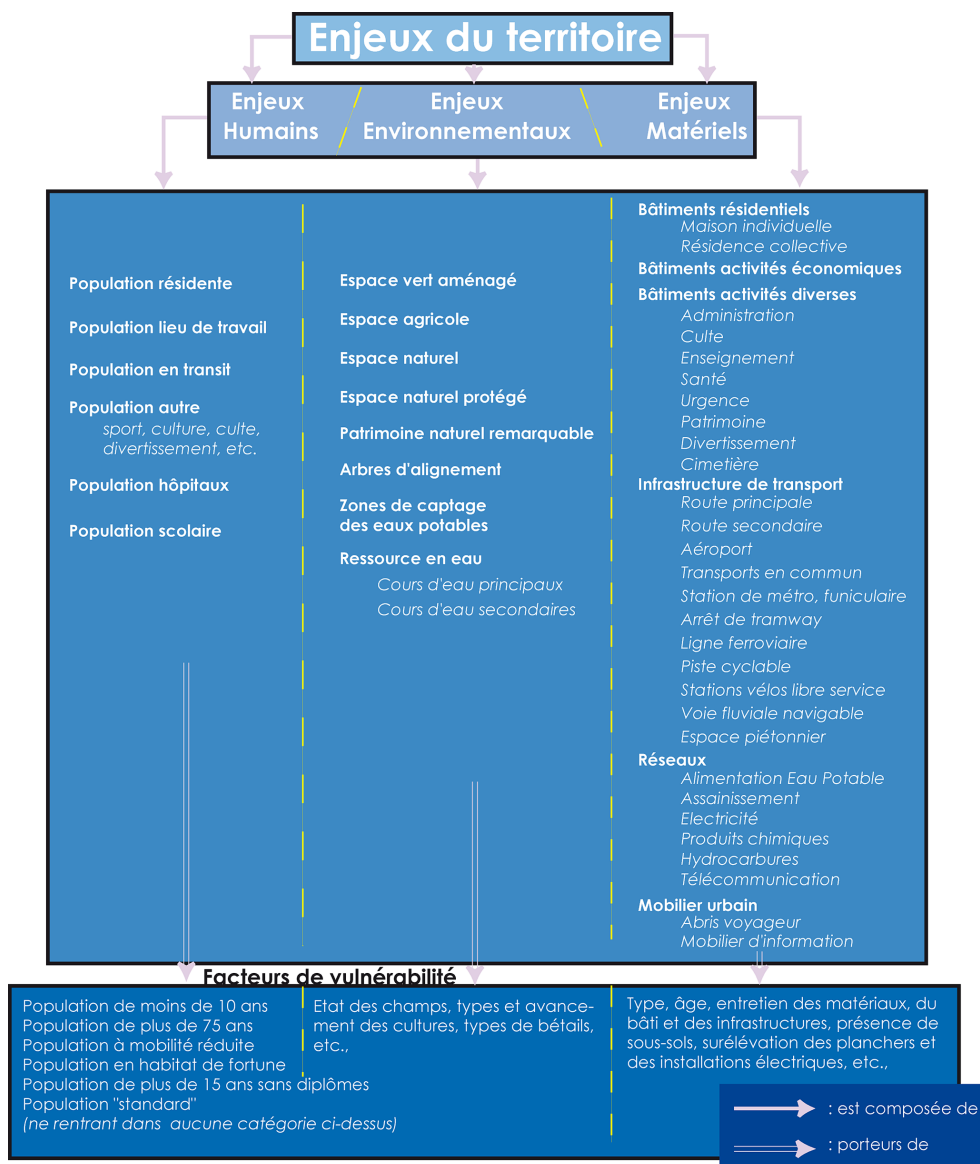 Enjeux du territoire
Enjeux
Humains
Enjeux
Environnementaux
Enjeux
Matériels
Population résidente
Population lieu de travail
Population en transit
Population autre
sport, culture, culte,
divertissement, etc.
Population hôpitaux
Population scolaire
Espace vert aménagé
Espace agricole
Espace naturel
Espace naturel protégé
Patrimoine naturel remarquable
Arbres d'alignement
Zones de captage
des eaux potables
Ressource en eau
Cours d'eau principaux
Cours d'eau secondaires
Bâtiments résidentiels
Maison individuelle
Résidence collective
Bâtiments activités économiques
Bâtiments activités diverses
Administration
Culte
Enseignement
Santé
Urgence
Patrimoine
Divertissement
Cimetière
Infrastructure de transport
Route principale
Route secondaire
Aéroport
Transports en commun
Station de métro, funiculaire
Arrêt de tramway
Ligne ferroviaire
Piste cyclable
Stations vélos libre service
Voie fluviale navigable
Espace piétonnier
Réseaux
Alimentation Eau Potable
Assainissement
Electricité
Produits chimiques
Hydrocarbures
Télécommunication
Mobilier urbain
Abris voyageur
Mobilier d'information
Facteurs de vulnérabilité
Population de moins de 10 ans
Population de plus de 75 ans
Population à mobilité réduite
Population en habitat de fortune
Population de plus de 15 ans sans diplômes
Population "standard"
(ne rentrant dans aucune catégorie ci-dessus)
Etat des champs, types et avance-
ment des cultures, types de bétails,
etc.,
Type, âge, entretien des matériaux, du
bâti et des infrastructures, présence de
sous-sols, surélévation des planchers et
des installations électriques, etc.,
: est composée de
: porteurs de